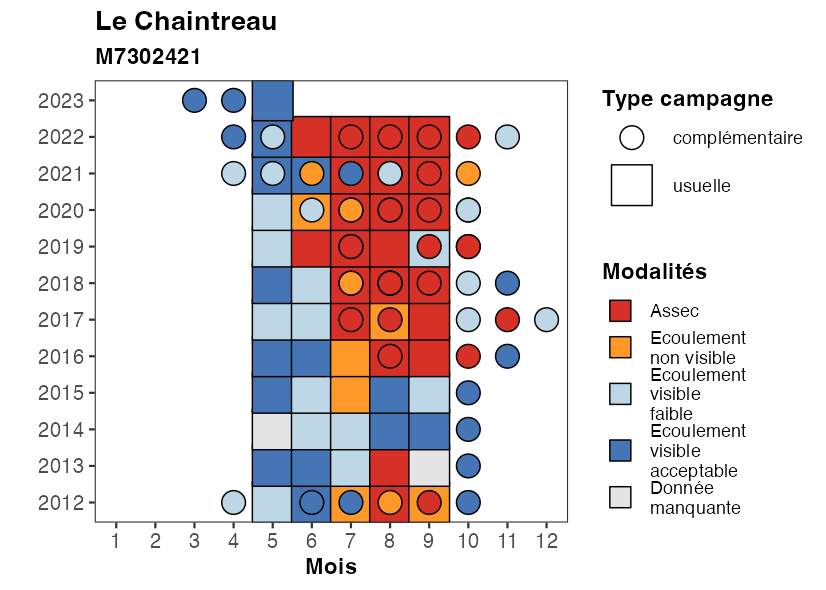 Le Chaintreau
M7302421
2023
2022
2021
2020
2019
2018
2017
2016
2015
2014
2013
2012
1 2 3 4 5 6 7 8 9 10 11 12
Mois
Type campagne
complémentaire
usuelle
Modalités
Assec
Ecoulement
non visible
Ecoulement
visible
faible
Ecoulement
visible
acceptable
Donnée
manquante